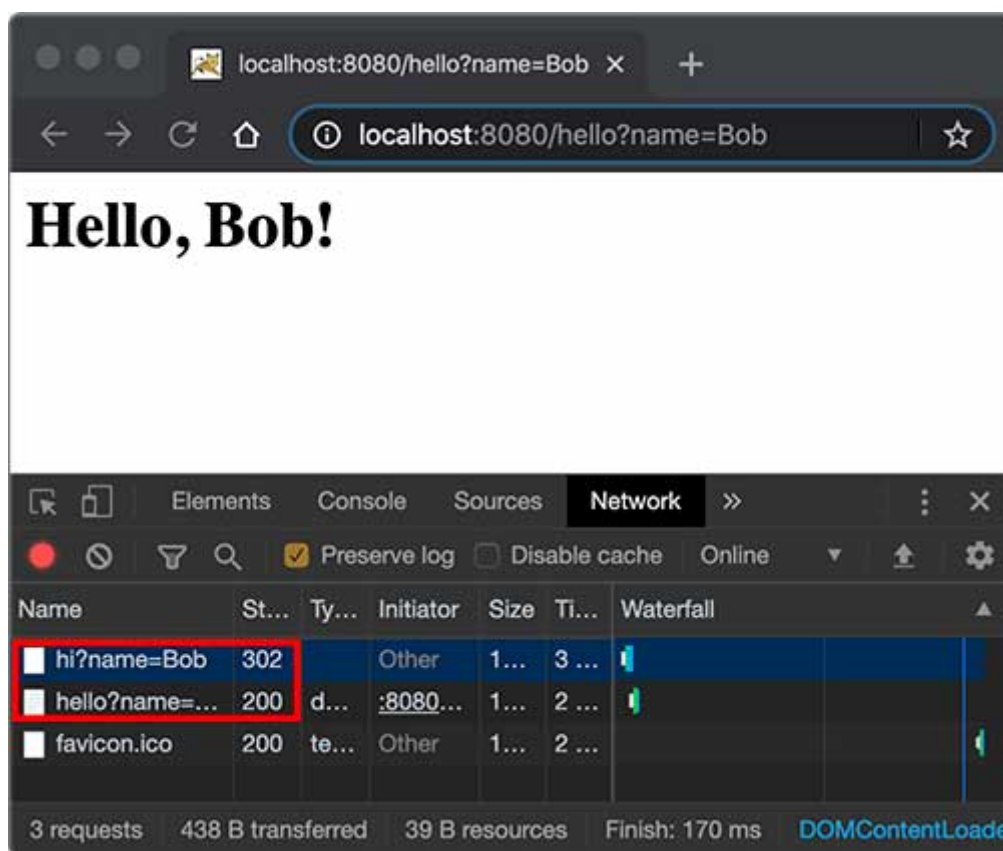 localhost:8080/hello?name=Bob
localhost:8080/hello?name=Bob
Hello, Bob!
Elements Console Sources Network »
Preserve log Disable cache Online
Name St... Ty... Initiator Size Ti... Waterfall
hi?name=Bob 302 Other 1... 3 ...
hello?name=... 200 d... :8080... 1... 2 ...
favicon.ico 200 te... Other 1... 2 ...
3 requests 438 B transferred 39 B resources Finish: 170 ms DOMContentLoade